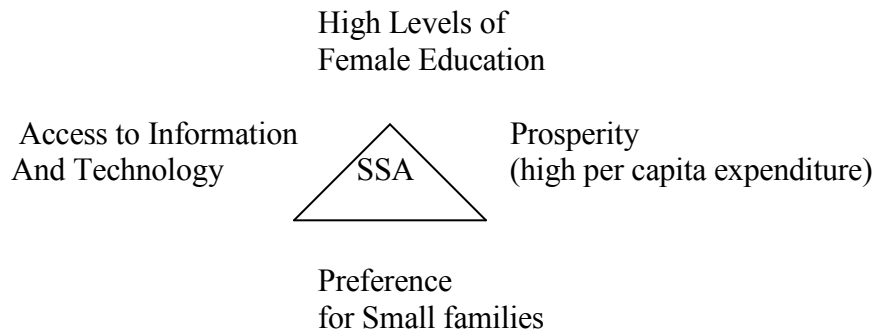 High Levels of
Female Education
Access to Information
And Technology
SSA
Prosperity
(high per capita expenditure)
Preference
for Small families